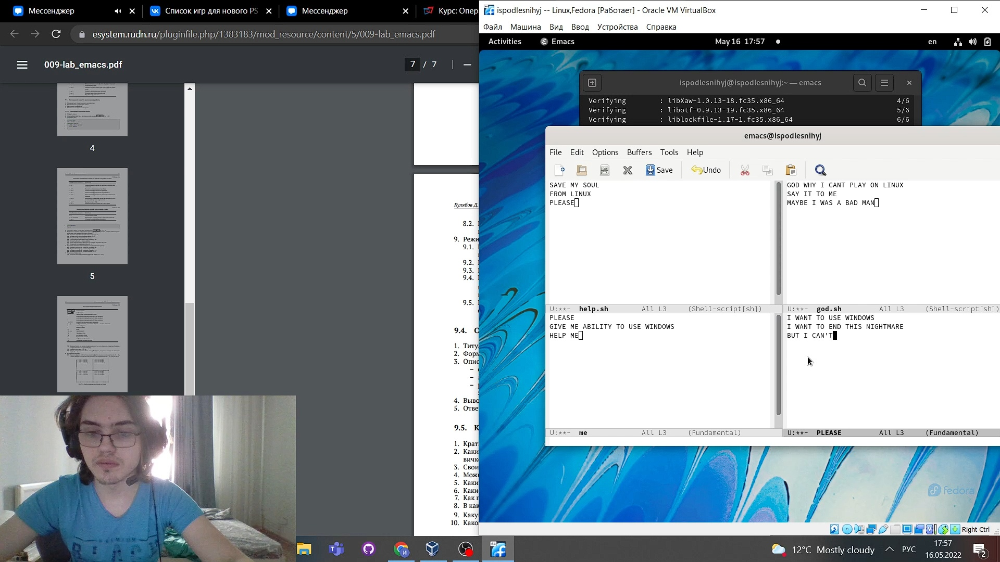 Мессенджер
Список игр для нового PS
Мессенджер
Курс: Опера
esystem.rudn.ru/pluginfile.php/1383183/mod_resource/content/5/009-lab_emacs.pdf
009-lab_emacs.pdf
7 / 7
4
5
Кулябов Д.
8.2.
9. Режи
9.1.
9.2.
9.3.
9.4.
9.5.
9.4. С
1. Титу
2. Форм
3. Опис
4. Выво
5. Отве
9.5. К
1. Крат
2. Каки
вичк
3. Свои
4. Можн
5. Каки
6. Каки
7. Как п
8. В как
9. Каку
10. Како
ispodlesnihyj -- Linux,Fedora [Работает] - Oracle VM VirtualBox
Файл Машина Вид Ввод Устройства Справка
Activities Emacs May 16 17:57 en
ispodlesnihyj@ispodlesnihyj:~ — emacs
Verifying : libXaw-1.0.13-18.fc35.x86_64 4/6
Verifying : libotf-0.9.13-19.fc35.x86_64 5/6
Verifying : liblockfile-1.17-1.fc35.x86_64 6/6
emacs@ispodlesnihyj
File Edit Options Buffers Tools Help
Save Undo
SAVE MY SOUL
FROM LINUX
PLEASE
U:**- help.sh All L3 (Shell-script[sh])
GOD WHY I CANT PLAY ON LINUX
SAY IT TO ME
MAYBE I WAS A BAD MAN
U:**- god.sh All L3 (Shell-script[sh])
PLEASE
GIVE ME ABILITY TO USE WINDOWS
HELP ME
U:**- me All L3 (Fundamental)
I WANT TO USE WINDOWS
I WANT TO END THIS NIGHTMARE
BUT I CAN'T
U:**- PLEASE All L3 (Fundamental)
fedora
Right Ctrl
64
12°C Mostly cloudy
РУС
17:57
16.05.2022
2